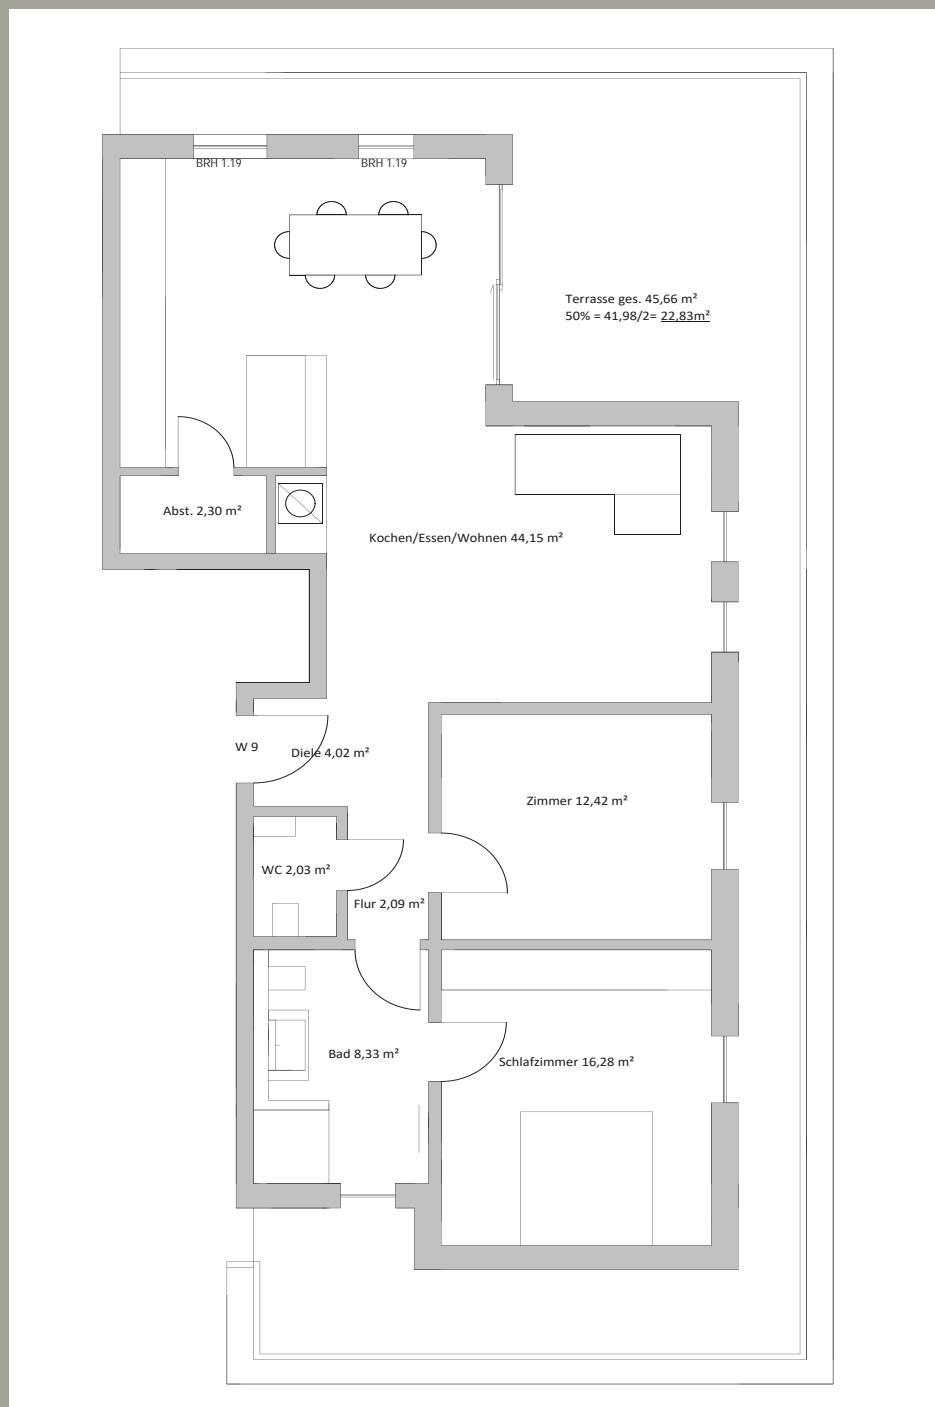 BRH 1.19
BRH 1.19
Terrasse ges. 45,66 m²
50% = 41,98/2= 22,83m²
Abst. 2,30 m²
Kochen/Essen/Wohnen 44,15 m²
W 9
Diele 4,02 m²
Zimmer 12,42 m²
WC 2,03 m²
Flur 2,09 m²
Bad 8,33 m²
Schlafzimmer 16,28 m²